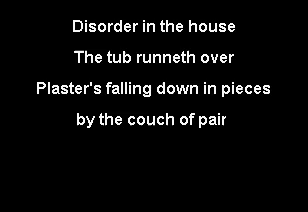 Disorder in the house
The tub runneth over
Plaster's falling down in pieces
by the couch of pair